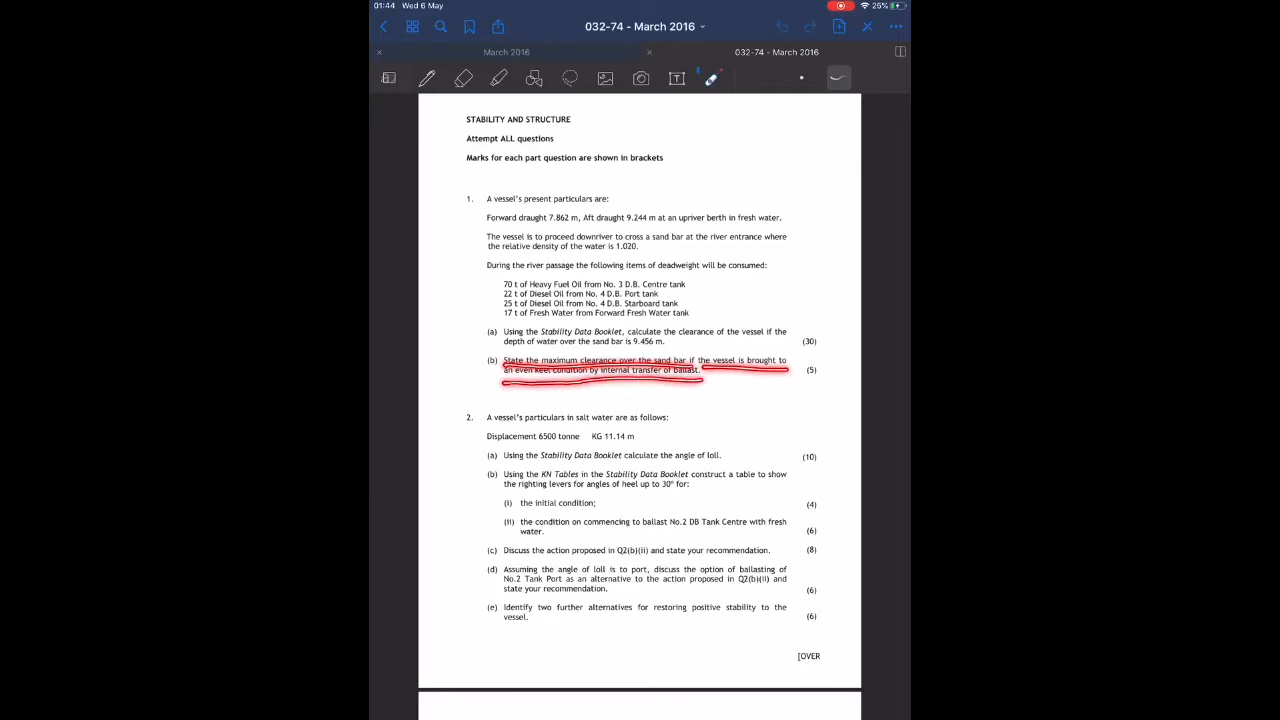 01:44 Wed 6 May
25%
032-74 - March 2016
March 2016
032-74 - March 2016
STABILITY AND STRUCTURE
Attempt ALL questions
Marks for each part question are shown in brackets
1. A vessel's present particulars are:
Forward draught 7.862 m, Aft draught 9.244 m at an upriver berth in fresh water.
The vessel is to proceed downriver to cross a sand bar at the river entrance where
the relative density of the water is 1.020.
During the river passage the following items of deadweight will be consumed:
70 t of Heavy Fuel Oil from No. 3 D.B. Centre tank
22 t of Diesel Oil from No. 4 D.B. Port tank
25 t of Diesel Oil from No. 4 D.B. Starboard tank
17 t of Fresh Water from Forward Fresh Water tank
(a) Using the Stability Data Booklet, calculate the clearance of the vessel if the
depth of water over the sand bar is 9.456 m. (30)
(b) State the maximum clearance over the sand bar if the vessel is brought to
an even keel condition by internal transfer of ballast. (5)
2. A vessel's particulars in salt water are as follows:
Displacement 6500 tonne KG 11.14 m
(a) Using the Stability Data Booklet calculate the angle of loll. (10)
(b) Using the KN Tables in the Stability Data Booklet construct a table to show
the righting levers for angles of heel up to 30° for:
(i) the initial condition; (4)
(ii) the condition on commencing to ballast No.2 DB Tank Centre with fresh
water. (6)
(c) Discuss the action proposed in Q2(b)(ii) and state your recommendation. (8)
(d) Assuming the angle of loll is to port, discuss the option of ballasting of
No.2 Tank Port as an alternative to the action proposed in Q2(b)(ii) and
state your recommendation. (6)
(e) Identify two further alternatives for restoring positive stability to the
vessel. (6)
[OVER